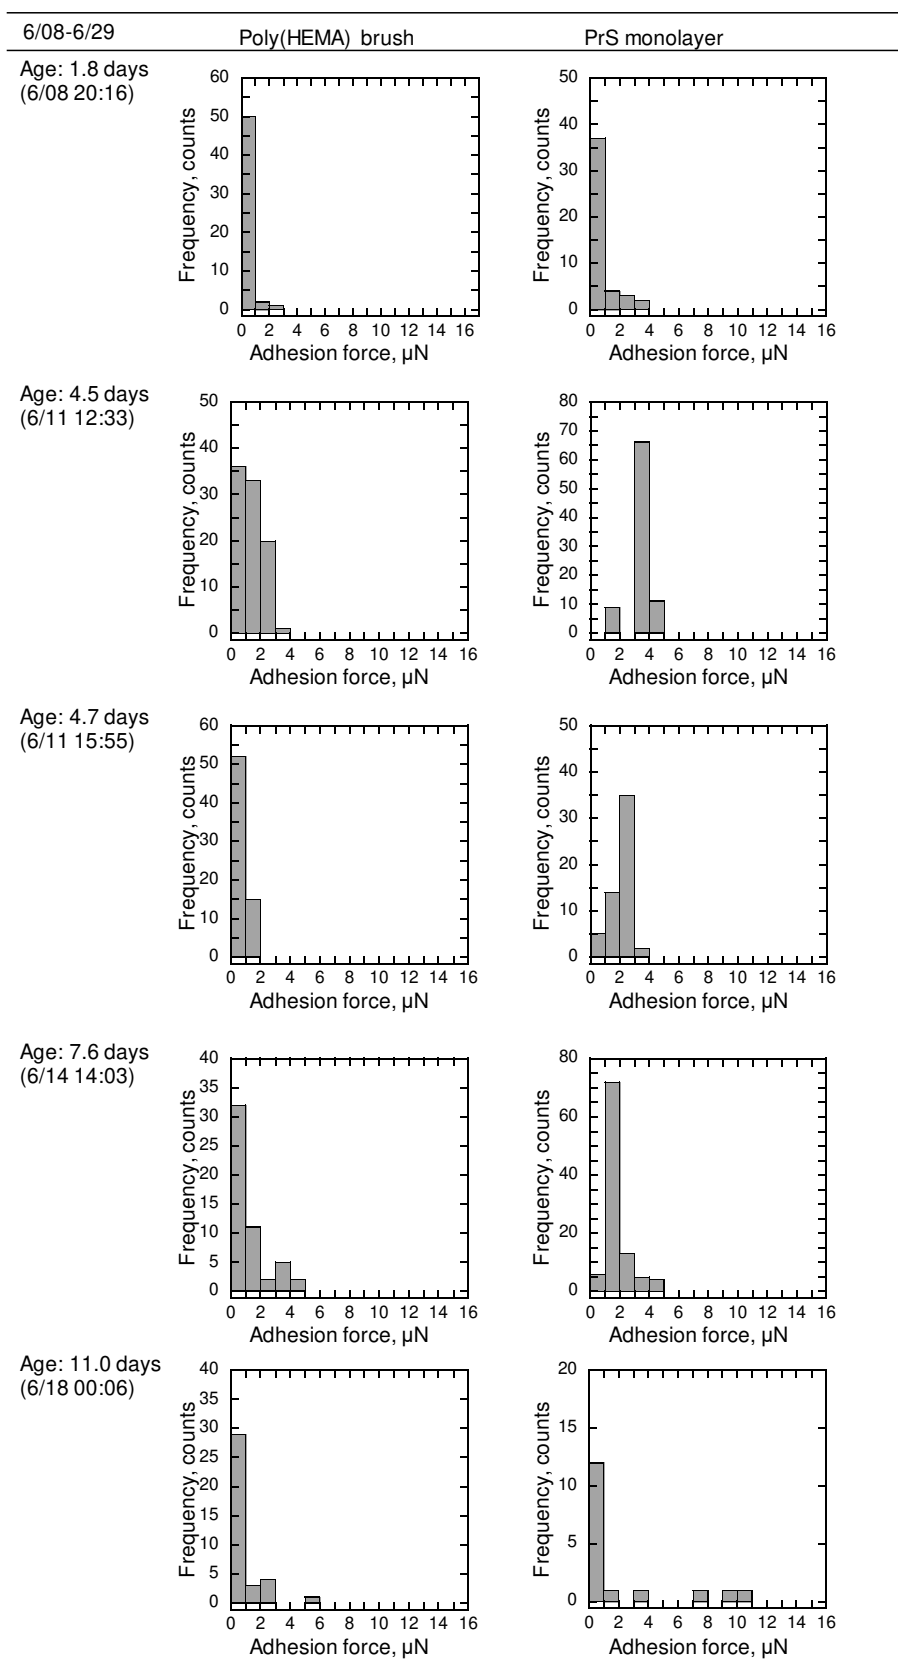 6/08-6/29
Poly(HEMA) brush
PrS monolayer
Age: 1.8 days
(6/08 20:16)
60
50
40
30
20
10
0
Frequency, counts
0 2 4 6 8 10 12 14 16
Adhesion force, µN
50
40
30
20
10
0
Frequency, counts
0 2 4 6 8 10 12 14 16
Adhesion force, µN
Age: 4.5 days
(6/11 12:33)
50
40
30
20
10
0
Frequency, counts
0 2 4 6 8 10 12 14 16
Adhesion force, µN
80
70
60
50
40
30
20
10
0
Frequency, counts
0 2 4 6 8 10 12 14 16
Adhesion force, µN
Age: 4.7 days
(6/11 15:55)
60
50
40
30
20
10
0
Frequency, counts
0 2 4 6 8 10 12 14 16
Adhesion force, µN
50
40
30
20
10
0
Frequency, counts
0 2 4 6 8 10 12 14 16
Adhesion force, µN
Age: 7.6 days
(6/14 14:03)
40
35
30
25
20
15
10
5
0
Frequency, counts
0 2 4 6 8 10 12 14 16
Adhesion force, µN
80
60
40
20
0
Frequency, counts
0 2 4 6 8 10 12 14 16
Adhesion force, µN
Age: 11.0 days
(6/18 00:06)
40
35
30
25
20
15
10
5
0
Frequency, counts
0 2 4 6 8 10 12 14 16
Adhesion force, µN
20
15
10
5
0
Frequency, counts
0 2 4 6 8 10 12 14 16
Adhesion force, µN